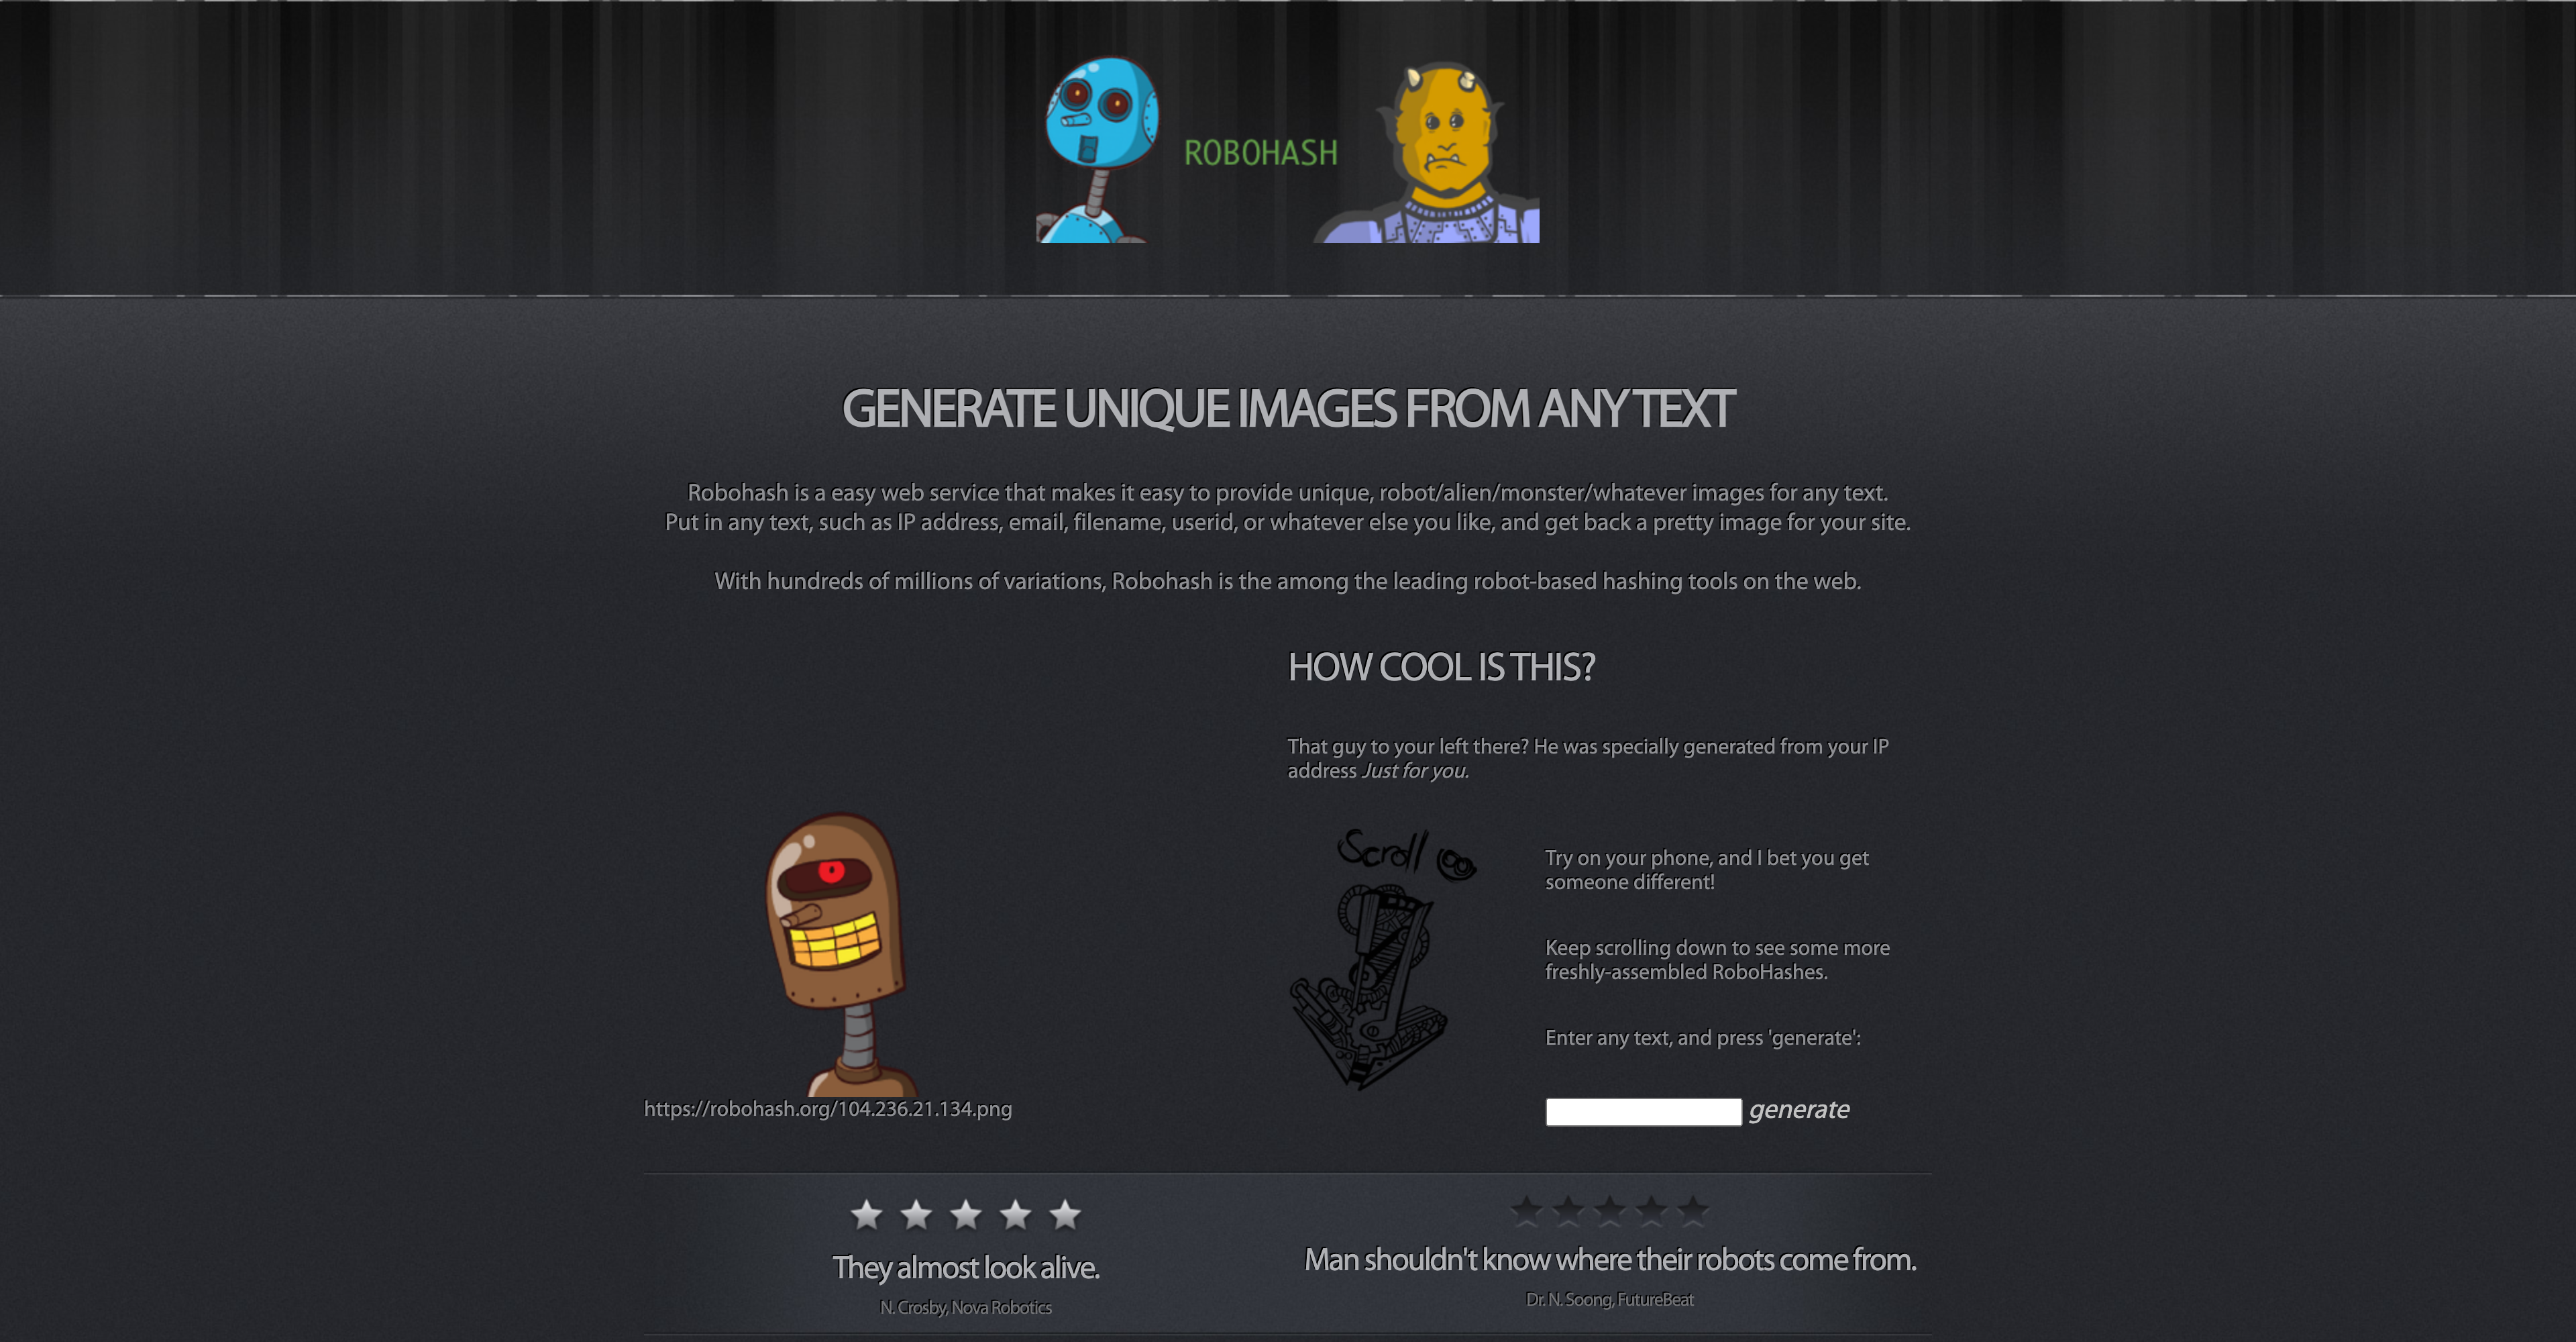 ROBOHASH
GENERATE UNIQUE IMAGES FROM ANY TEXT
Robohash is a easy web service that makes it easy to provide unique, robot/alien/monster/whatever images for any text.
Put in any text, such as IP address, email, filename, userid, or whatever else you like, and get back a pretty image for your site.
With hundreds of millions of variations, Robohash is the among the leading robot-based hashing tools on the web.
HOW COOL IS THIS?
That guy to your left there? He was specially generated from your IP
address Just for you.
Scroll
Try on your phone, and I bet you get
someone different!
Keep scrolling down to see some more
freshly-assembled RoboHashes.
Enter any text, and press 'generate':
https://robohash.org/104.236.21.134.png
generate
They almost look alive.
N. Crosby, Nova Robotics
Man shouldn't know where their robots come from.
Dr. N. Soong, FutureBeat